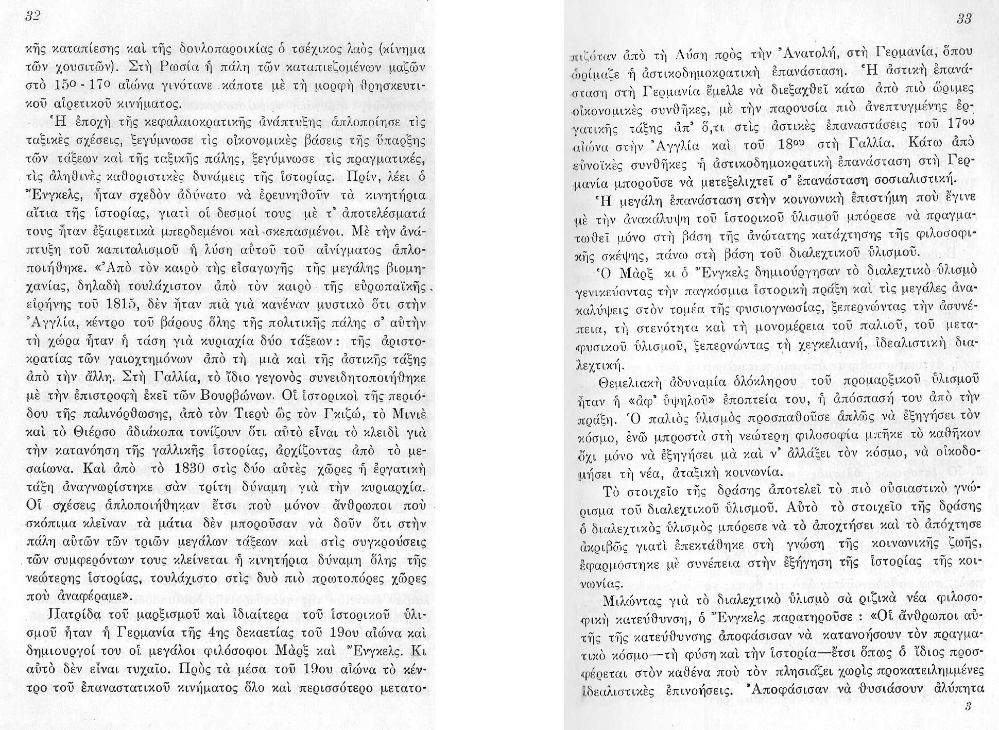 32
κῆς καταπίεσης καὶ τῆς δουλοπαροικίας ὁ τσέχικος λαὸς (κίνημα
τῶν χουσιτῶν). Στὴ Ρωσία ἡ πάλη τῶν καταπιεζομένων μαζῶν
στὸ 15ο - 17ο αἰώνα γινότανε κάποτε μὲ τὴ μορφὴ θρησκευτι-
κοῦ αἱρετικοῦ κινήματος.
Ἡ ἐποχὴ τῆς κεφαλαιοκρατικῆς ἀνάπτυξης ἁπλοποίησε τὶς
ταξικὲς σχέσεις, ξεγύμνωσε τὶς οἰκονομικὲς βάσεις τῆς ὕπαρξης
τῶν τάξεων καὶ τῆς ταξικῆς πάλης, ξεγύμνωσε τὶς πραγματικές,
τὶς ἀληθινὲς καθοριστικὲς δυνάμεις τῆς ἱστορίας. Πρίν, λέει ὁ
Ἔνγκελς, ἦταν σχεδὸν ἀδύνατο νὰ ἐρευνηθοῦν τὰ κινητήρια
αἴτια τῆς ἱστορίας, γιατὶ οἱ δεσμοί τους μὲ τ' ἀποτελέσματά
τους ἦταν ἐξαιρετικὰ μπερδεμένοι καὶ σκεπασμένοι. Μὲ τὴν ἀνά-
πτυξη τοῦ καπιταλισμοῦ ἡ λύση αὐτοῦ τοῦ αἰνίγματος ἁπλο-
ποιήθηκε. «Ἀπὸ τὸν καιρὸ τῆς εἰσαγωγῆς τῆς μεγάλης βιομη-
χανίας, δηλαδὴ τουλάχιστον ἀπὸ τὸν καιρὸ τῆς εὐρωπαϊκῆς
εἰρήνης τοῦ 1815, δὲν ἦταν πιὰ γιὰ κανέναν μυστικὸ ὅτι στὴν
Ἀγγλία, κέντρο τοῦ βάρους ὅλης τῆς πολιτικῆς πάλης σ' αὐτὴν
τὴ χώρα ἦταν ἡ τάση γιὰ κυριαχία δύο τάξεων : τῆς ἀριστο-
κρατίας τῶν γαιοχτημόνων ἀπὸ τὴ μιὰ καὶ τῆς ἀστικῆς τάξης
ἀπὸ τὴν ἄλλη. Στὴ Γαλλία, τὸ ἴδιο γεγονὸς συνειδητοποιήθηκε
μὲ τὴν ἐπιστροφὴ ἐκεῖ τῶν Βουρβώνων. Οἱ ἱστορικοὶ τῆς περιό-
δου τῆς παλινόρθωσης, ἀπὸ τὸν Τιερὺ ὣς τὸν Γκιζώ, τὸ Μινιὲ
καὶ τὸ Θιέρσο ἀδιάκοπα τονίζουν ὅτι αὐτὸ εἶναι τὸ κλειδὶ γιὰ
τὴν κατανόηση τῆς γαλλικῆς ἱστορίας, ἀρχίζοντας ἀπὸ τὸ με-
σαίωνα. Καὶ ἀπὸ τὸ 1830 στὶς δύο αὐτὲς χῶρες ἡ ἐργατικὴ
τάξη ἀναγνωρίστηκε σὰν τρίτη δύναμη γιὰ τὴν κυριαρχία.
Οἱ σχέσεις ἁπλοποιήθηκαν ἔτσι ποὺ μόνον ἄνθρωποι ποὺ
σκόπιμα κλεῖναν τὰ μάτια δὲν μποροῦσαν νὰ δοῦν ὅτι στὴν
πάλη αὐτῶν τῶν τριῶν μεγάλων τάξεων καὶ στὶς συγκρούσεις
τῶν συμφερόντων τους κλείνεται ἡ κινητήρια δύναμη ὅλης τῆς
νεώτερης ἱστορίας, τουλάχιστο στὶς δυὸ πιὸ πρωτοπόρες χῶρες
ποὺ ἀναφέραμε».
Πατρίδα τοῦ μαρξισμοῦ καὶ ἰδιαίτερα τοῦ ἱστορικοῦ ὑλι-
σμοῦ ἦταν ἡ Γερμανία τῆς 4ης δεκαετίας τοῦ 19ου αἰώνα καὶ
δημιουργοί του οἱ μεγάλοι φιλόσοφοι Μὰρξ καὶ Ἔνγκελς. Κι
αὐτὸ δὲν εἶναι τυχαῖο. Πρὸς τὰ μέσα τοῦ 19ου αἰώνα τὸ κέν-
τρο τοῦ ἐπαναστατικοῦ κινήματος ὅλο καὶ περισσότερο μετατο-
33
πιζόταν ἀπὸ τὴ Δύση πρὸς τὴν Ἀνατολή, στὴ Γερμανία, ὅπου
ὡρίμαζε ἡ ἀστικοδημοκρατικὴ ἐπανάσταση. Ἡ ἀστικὴ ἐπανά-
σταση στὴ Γερμανία ἔμελλε νὰ διεξαχθεῖ κάτω ἀπὸ πιὸ ὥριμες
οἰκονομικὲς συνθῆκες, μὲ τὴν παρουσία πιὸ ἀνεπτυγμένης ἐρ-
γατικῆς τάξης ἀπ' ὅ,τι στὶς ἀστικὲς ἐπαναστάσεις τοῦ 17ου
αἰώνα στὴν Ἀγγλία καὶ τοῦ 18ου στὴ Γαλλία. Κάτω ἀπὸ
εὐνοϊκὲς συνθῆκες ἡ ἀστικοδημοκρατικὴ ἐπανάσταση στὴ Γερ-
μανία μποροῦσε νὰ μετεξελιχτεῖ σ' ἐπανάσταση σοσιαλιστική.
Ἡ μεγάλη ἐπανάσταση στὴν κοινωνικὴ ἐπιστήμη ποὺ ἔγινε
μὲ τὴν ἀνακάλυψη τοῦ ἱστορικοῦ ὑλισμοῦ μπόρεσε νὰ πραγμα-
τωθεῖ μόνο στὴ βάση τῆς ἀνώτατης κατάχτησης τῆς φιλοσοφι-
κῆς σκέψης, πάνω στὴ βάση τοῦ διαλεχτικοῦ ὑλισμοῦ.
Ὁ Μὰρξ κι ὁ Ἔνγκελς δημιούργησαν τὸ διαλεχτικὸ ὑλισμὸ
γενικεύοντας τὴν παγκόσμια ἱστορικὴ πράξη καὶ τὶς μεγάλες ἀνα-
καλύψεις στὸν τομέα τῆς φυσιογνωσίας, ξεπερνώντας τὴν ἀσυνέ-
πεια, τὴ στενότητα καὶ τὴ μονομέρεια τοῦ παλιοῦ, τοῦ μετα-
φυσικοῦ ὑλισμοῦ, ξεπερνώντας τὴ χεγκελιανή, ἰδεαλιστικὴ δια-
λεχτική.
Θεμελιακὴ ἀδυναμία ὁλόκληρου τοῦ προμαρξικοῦ ὑλισμοῦ
ἦταν ἡ «ἀφ' ὑψηλοῦ» ἐποπτεία του, ἡ ἀπόσπασή του ἀπὸ τὴν
πράξη. Ὁ παλιὸς ὑλισμὸς προσπαθοῦσε ἁπλῶς νὰ ἐξηγήσει τὸν
κόσμο, ἐνῶ μπροστὰ στὴ νεώτερη φιλοσοφία μπῆκε τὸ καθῆκον
ὄχι μόνο νὰ ἐξηγήσει μὰ καὶ ν' ἀλλάξει τὸν κόσμο, νὰ οἰκοδο-
μήσει τὴ νέα, ἀταξικὴ κοινωνία.
Τὸ στοιχεῖο τῆς δράσης ἀποτελεῖ τὸ πιὸ οὐσιαστικὸ γνώ-
ρισμα τοῦ διαλεχτικοῦ ὑλισμοῦ. Αὐτὸ τὸ στοιχεῖο τῆς δράσης
ὁ διαλεχτικὸς ὑλισμὸς μπόρεσε νὰ τὸ ἀποχτήσει καὶ τὸ ἀπόχτησε
ἀκριβῶς γιατὶ ἐπεκτάθηκε στὴ γνώση τῆς κοινωνικῆς ζωῆς,
ἐφαρμόστηκε μὲ συνέπεια στὴν ἐξήγηση τῆς ἱστορίας τῆς κοι-
νωνίας.
Μιλώντας γιὰ τὸ διαλεχτικὸ ὑλισμὸ σὰ ριζικὰ νέα φιλοσο-
φικὴ κατεύθυνση, ὁ Ἔνγκελς παρατηροῦσε : «Οἱ ἄνθρωποι αὐ-
τῆς τῆς κατεύθυνσης ἀποφάσισαν νὰ κατανοήσουν τὸν πραγμα-
τικὸ κόσμο—τὴ φύση καὶ τὴν ἱστορία—ἔτσι ὅπως ὁ ἴδιος προσ-
φέρεται στὸν καθένα ποὺ τὸν πλησιάζει χωρὶς προκατειλημμένες
ἰδεαλιστικὲς ἐπινοήσεις. Ἀποφάσισαν νὰ θυσιάσουν ἀλύπητα
3